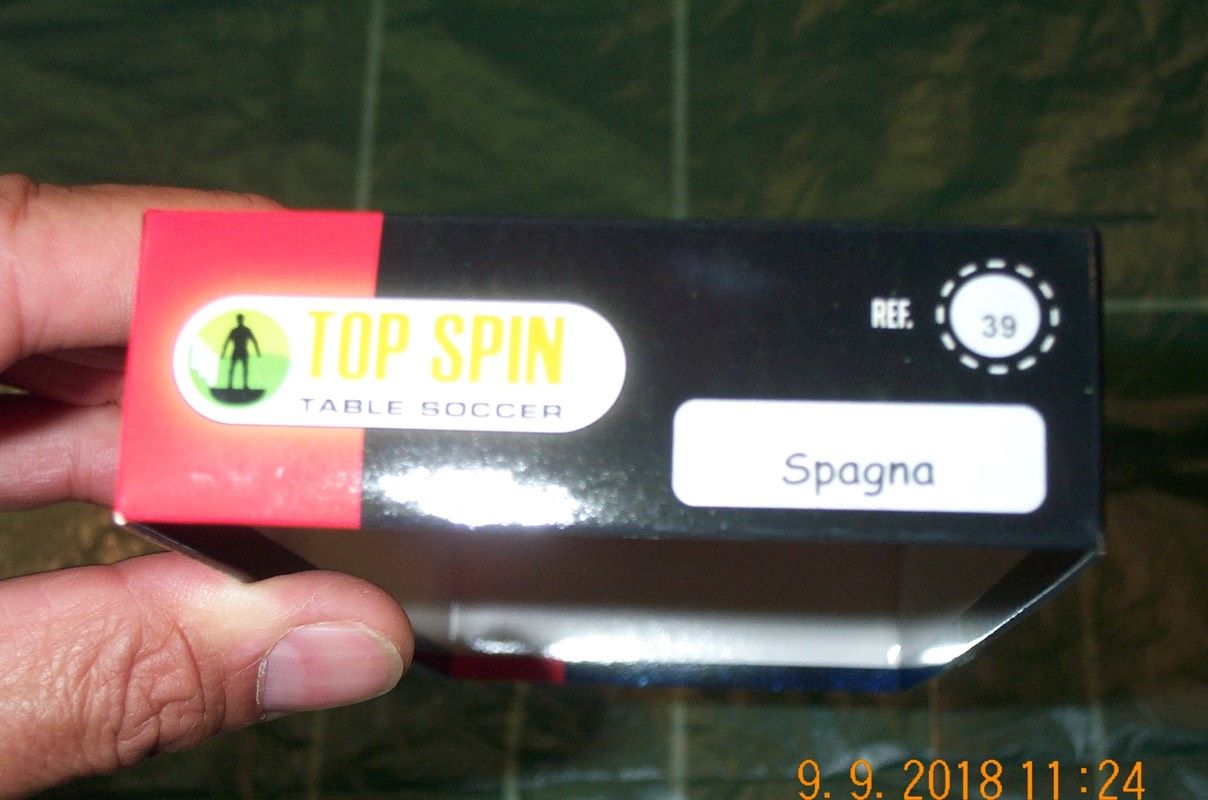 TOP SPIN
TABLE SOCCER
REF. 39
Spagna
9. 9. 2018 11:24